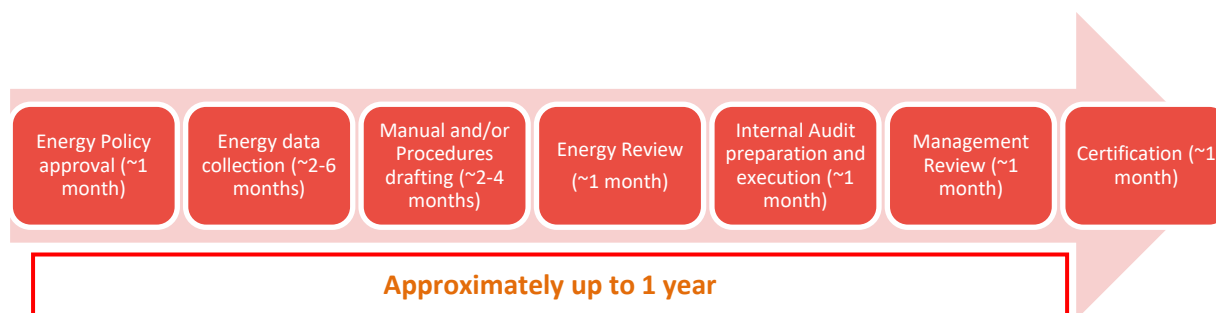 Energy Policy
approval (~1
month)
Energy data
collection (~2-6
months)
Manual and/or
Procedures
drafting (~2-4
months)
Energy Review
(~1 month)
Internal Audit
preparation and
execution (~1
month)
Management
Review (~1
month)
Certification (~1
month)
Approximately up to 1 year